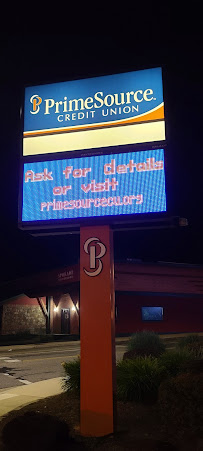 PrimeSource
CREDIT UNION
Ask for details
or visit
primesourcecu.org